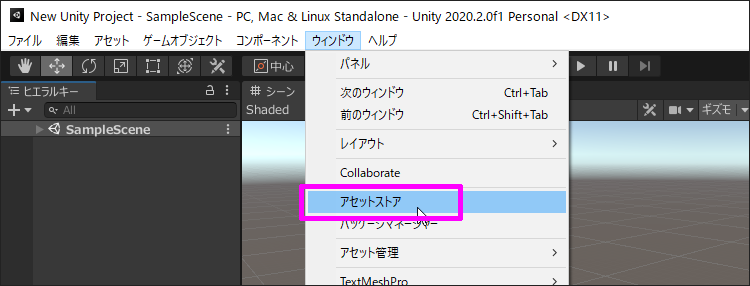 New Unity Project - SampleScene - PC, Mac & Linux Standalone - Unity 2020.2.0f1 Personal <DX11>
ファイル 編集 アセット ゲームオブジェクト コンポーネント ウィンドウ ヘルプ
中心
パネル
ヒエラルキー
シーン
次のウィンドウ Ctrl+Tab
All
Shaded
前のウィンドウ Ctrl+Shift+Tab
ギズモ
SampleScene
レイアウト
Collaborate
アセットストア
パッケージマネージャー
アセット管理
TextMeshPro